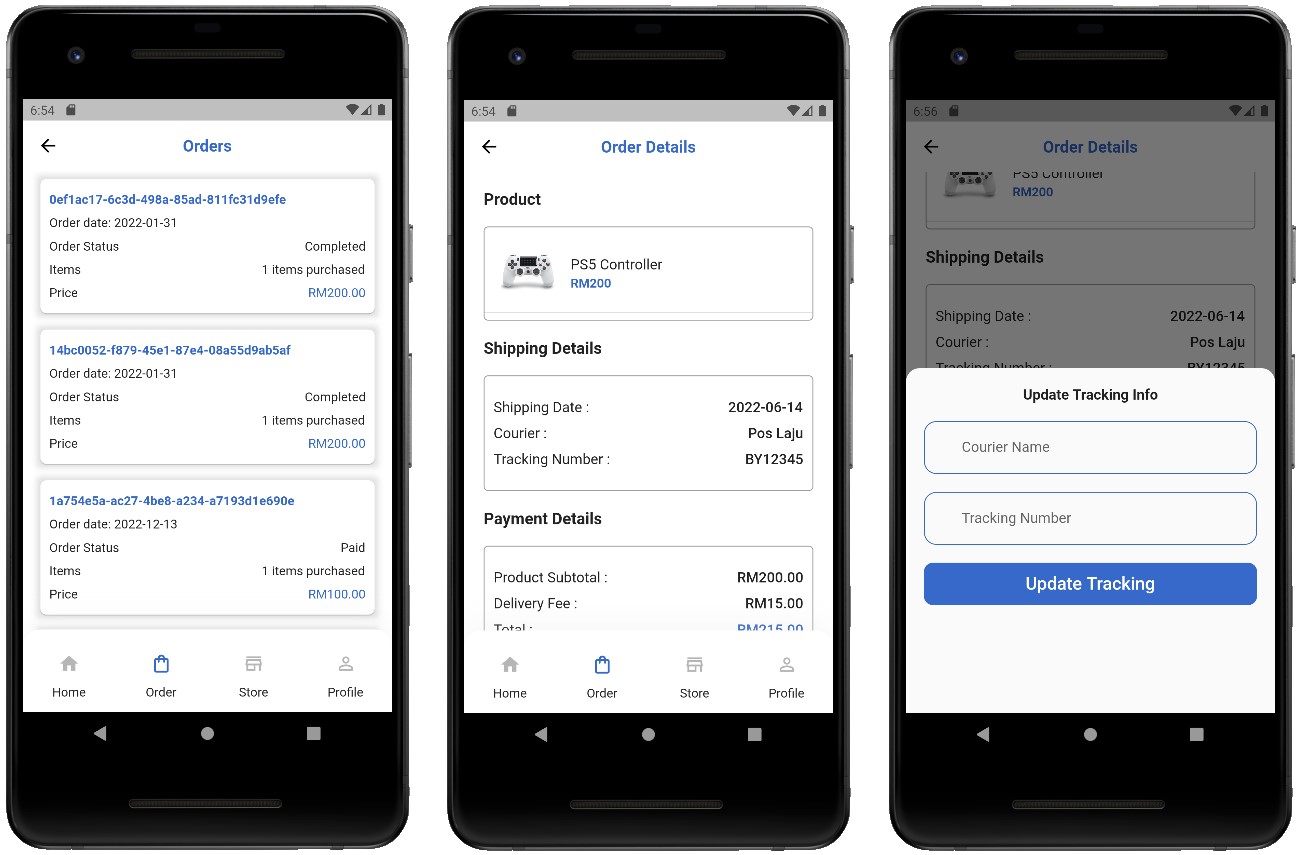 6:54
Orders
0ef1ac17-6c3d-498a-85ad-811fc31d9efe
Order date: 2022-01-31
Order Status Completed
Items 1 items purchased
Price RM200.00
14bc0052-f879-45e1-87e4-08a55d9ab5af
Order date: 2022-01-31
Order Status Completed
Items 1 items purchased
Price RM200.00
1a754e5a-ac27-4be8-a234-a7193d1e690e
Order date: 2022-12-13
Order Status Paid
Items 1 items purchased
Price RM100.00
Home Order Store Profile
6:54
Order Details
Product
PS5 Controller
RM200
Shipping Details
Shipping Date : 2022-06-14
Courier : Pos Laju
Tracking Number : BY12345
Payment Details
Product Subtotal : RM200.00
Delivery Fee : RM15.00
Total : RM215.00
Home Order Store Profile
6:56
Order Details
PS5 Controller
RM200
Shipping Details
Shipping Date : 2022-06-14
Courier : Pos Laju
Tracking Number : BY12345
Update Tracking Info
Courier Name
Tracking Number
Update Tracking